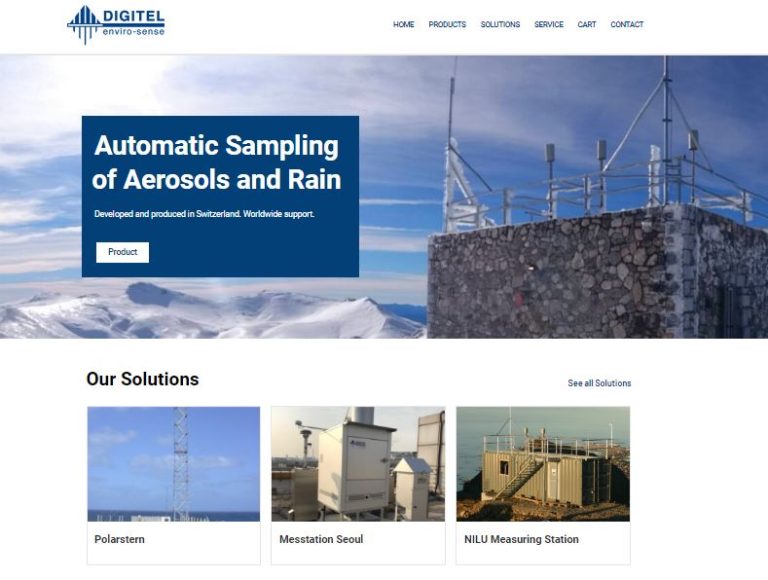 DIGITEL
enviro-sense
HOME PRODUCTS SOLUTIONS SERVICE CART CONTACT
Automatic Sampling
of Aerosols and Rain
Developed and produced in Switzerland. Worldwide support.
Product
Our Solutions
See all Solutions
Polarstern
Messtation Seoul
NILU Measuring Station